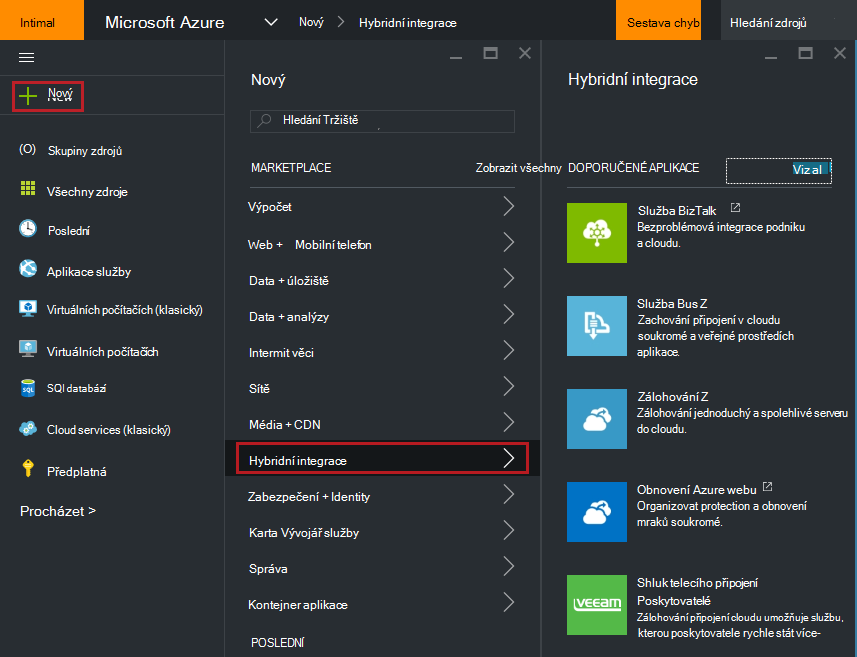 Intimal
Microsoft Azure
Nový
Hybridní integrace
Sestava chyb
Hledání zdrojů
Nový
Skupiny zdrojů
Všechny zdroje
Poslední
Aplikace služby
Virtuálních počítačích (klasický)
Virtuálních počítačích
SQl databází
Cloud services (klasický)
Předplatná
Procházet >
Nový
Hledání Tržiště
MARKETPLACE
Zobrazit všechny
Výpočet
Web + Mobilní telefon
Data + úložiště
Data + analýzy
Intermit věci
Sítě
Média + CDN
Hybridní integrace
Zabezpečení + Identity
Karta Vývojář služby
Správa
Kontejner aplikace
POSLEDNÍ
Hybridní integrace
DOPORUČENÉ APLIKACE
Viz al
Služba BizTalk
Bezproblémová integrace podniku
a cloudu.
Služba Bus Z
Zachování připojení v cloudu
soukromé a veřejné prostředích
aplikace.
Zálohování Z
Zálohování jednoduchý a spolehlivé serveru
do cloudu.
Obnovení Azure webu
Organizovat protection a obnovení
mraků soukromé.
veeam
Shluk telecího připojení
Poskytovatelé
Zálohování připojení cloudu umožňuje službu,
kterou poskytovatele rychle stát více-